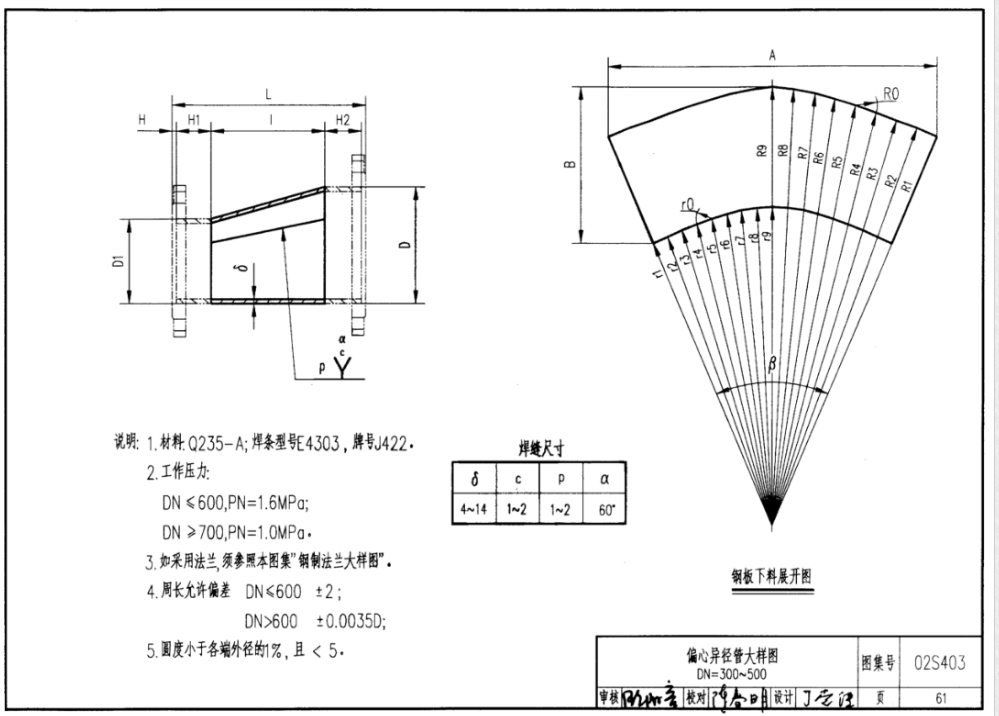 L
H
H1
l
H2
D1
δ
D
α
c
p
A
B
R0
R9
R8
R7
R6
R5
R4
R3
R2
R1
r0
r1
r2
r3
r4
r5
r6
r7
r8
r9
β
钢板下料展开图
说明: 1.材料:Q235-A;焊条型号E4303,牌号J422。
2.工作压力:
DN≤600,PN=1.6MPa;
DN≥700,PN=1.0MPa。
3.如采用法兰,须参照本图集"钢制法兰大样图"。
4.周长允许偏差 DN≤600 ±2;
DN>600 ±0.0035D;
5.圆度小于各端外径的1%,且<5。
焊缝尺寸
δ c p α
4~14 1~2 1~2 60°
偏心异径管大样图
DN=300~500
图集号 02S403
审核 校对 设计 页 61